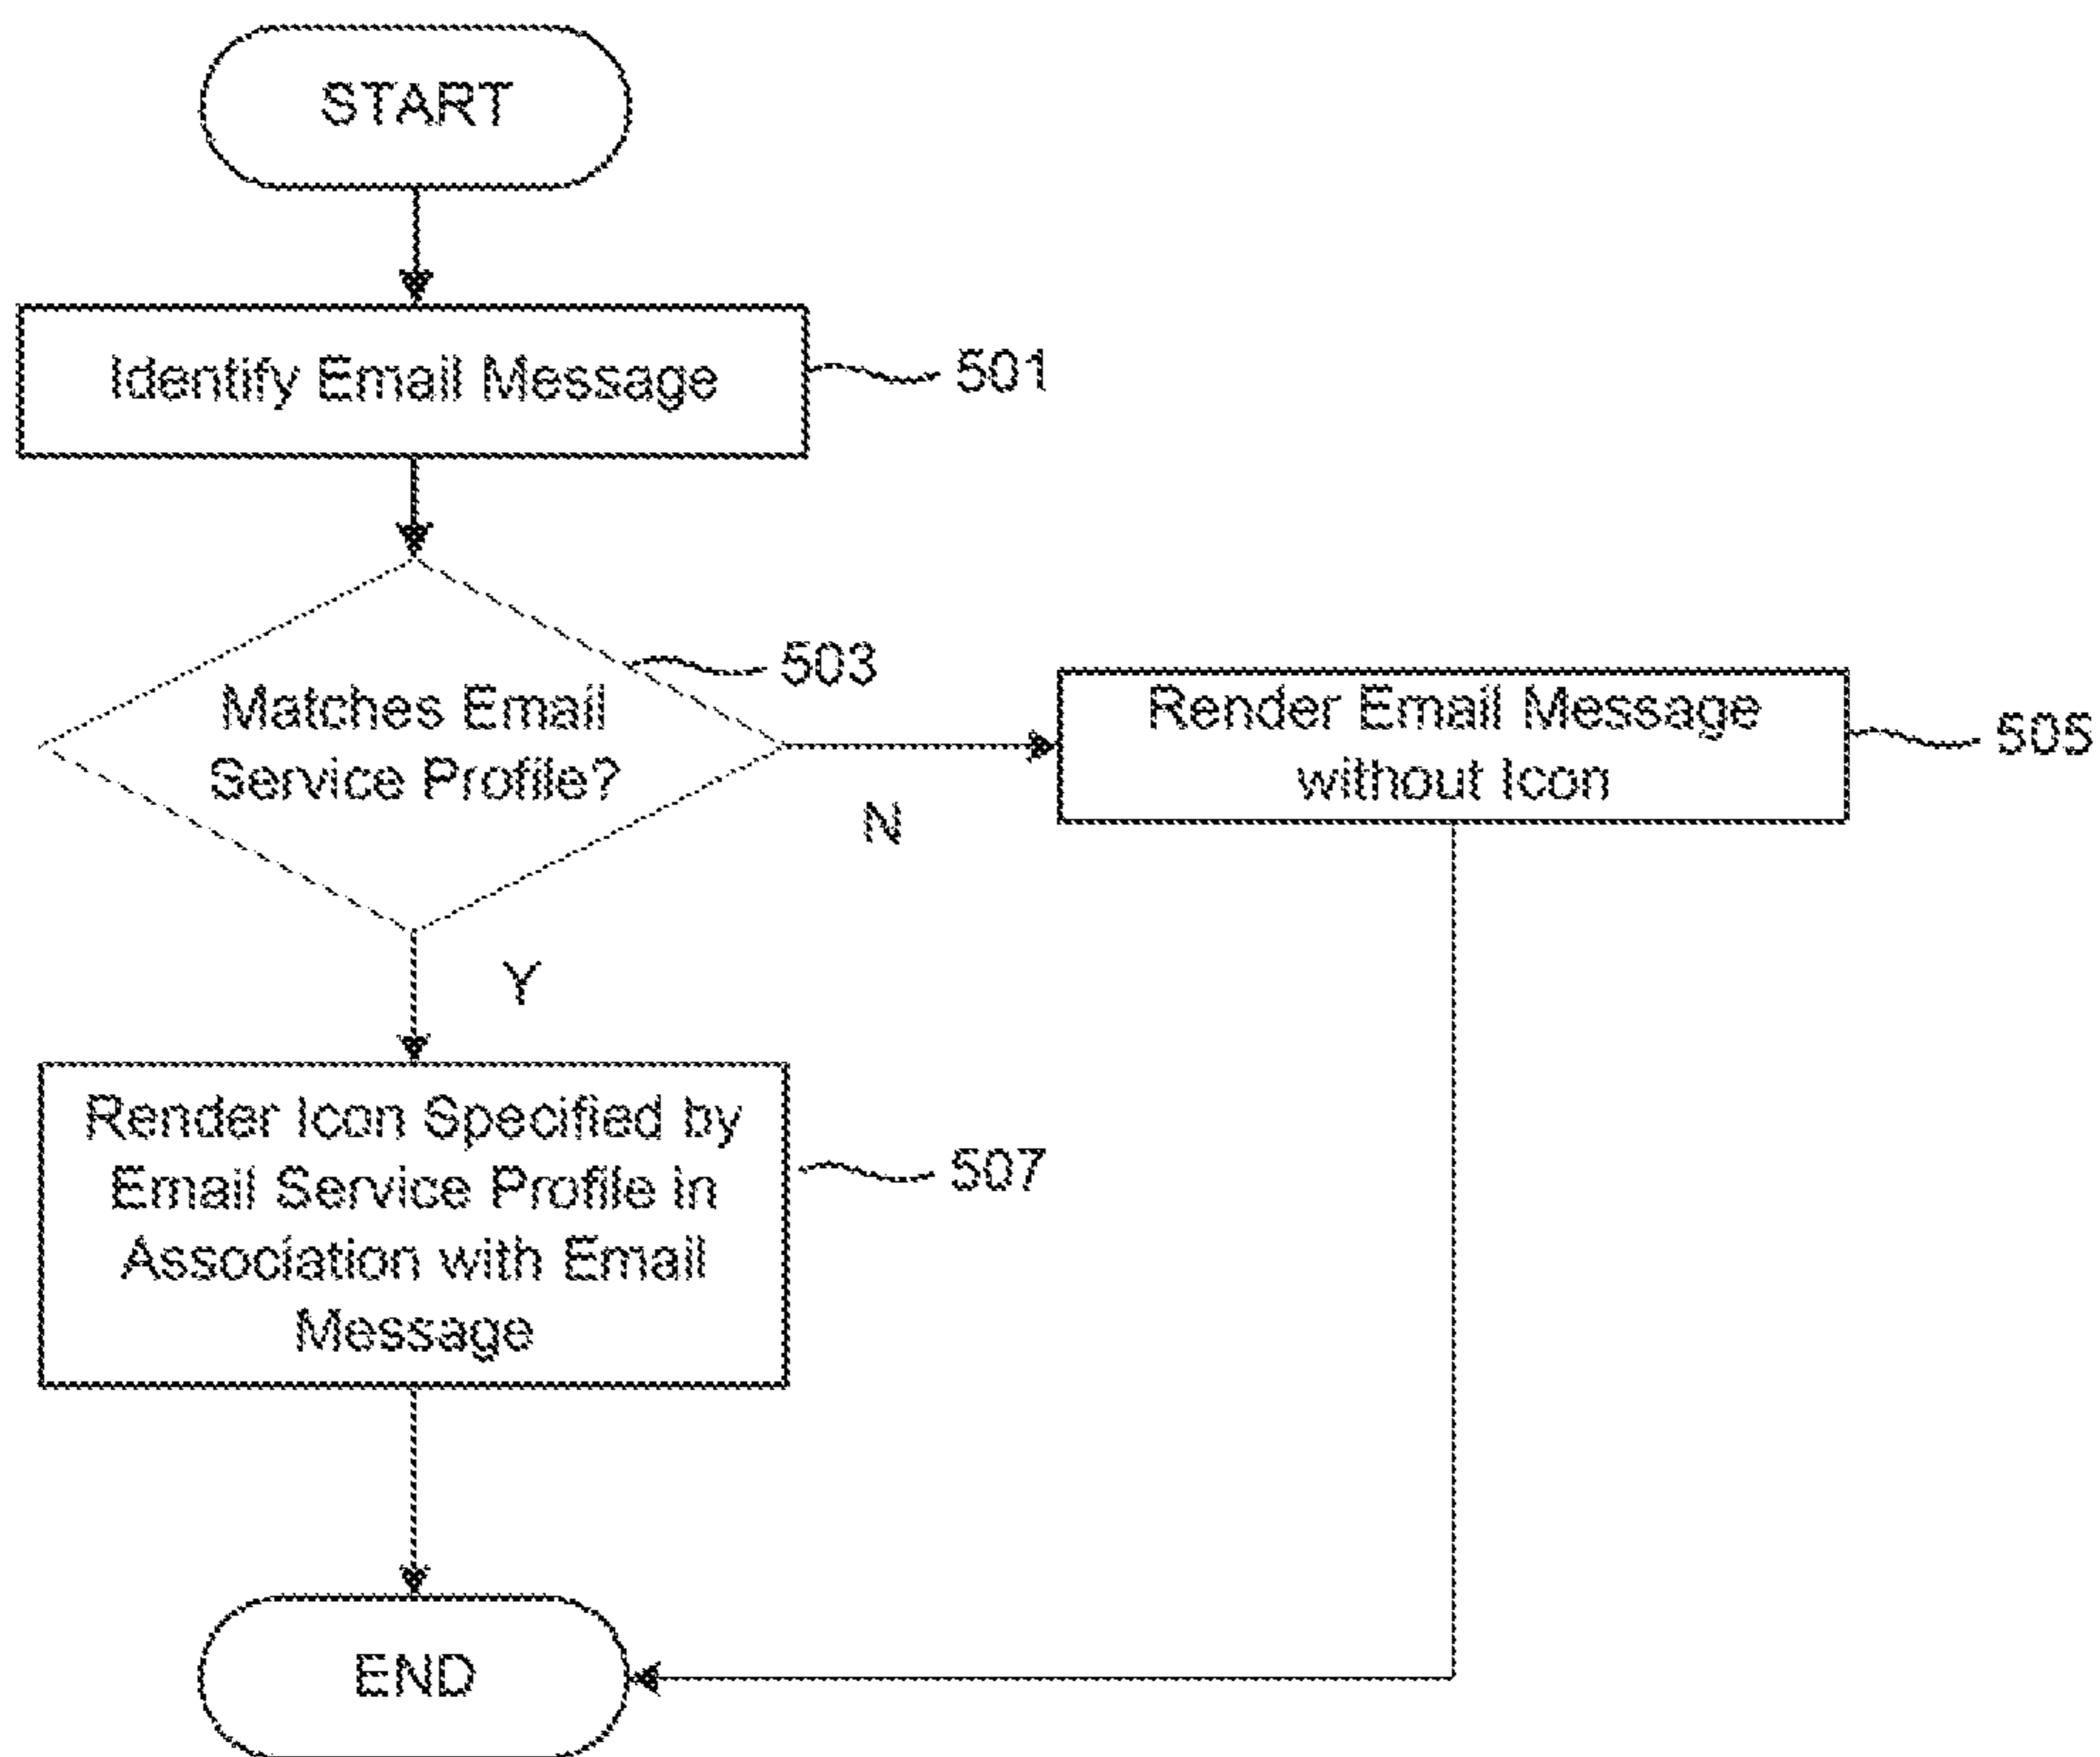 START
Identify Email Message
501
503
Matches Email
Service Profile?
N
Render Email Message
without Icon
505
Y
Render Icon Specified by
Email Service Profile in
Association with Email
Message
507
END